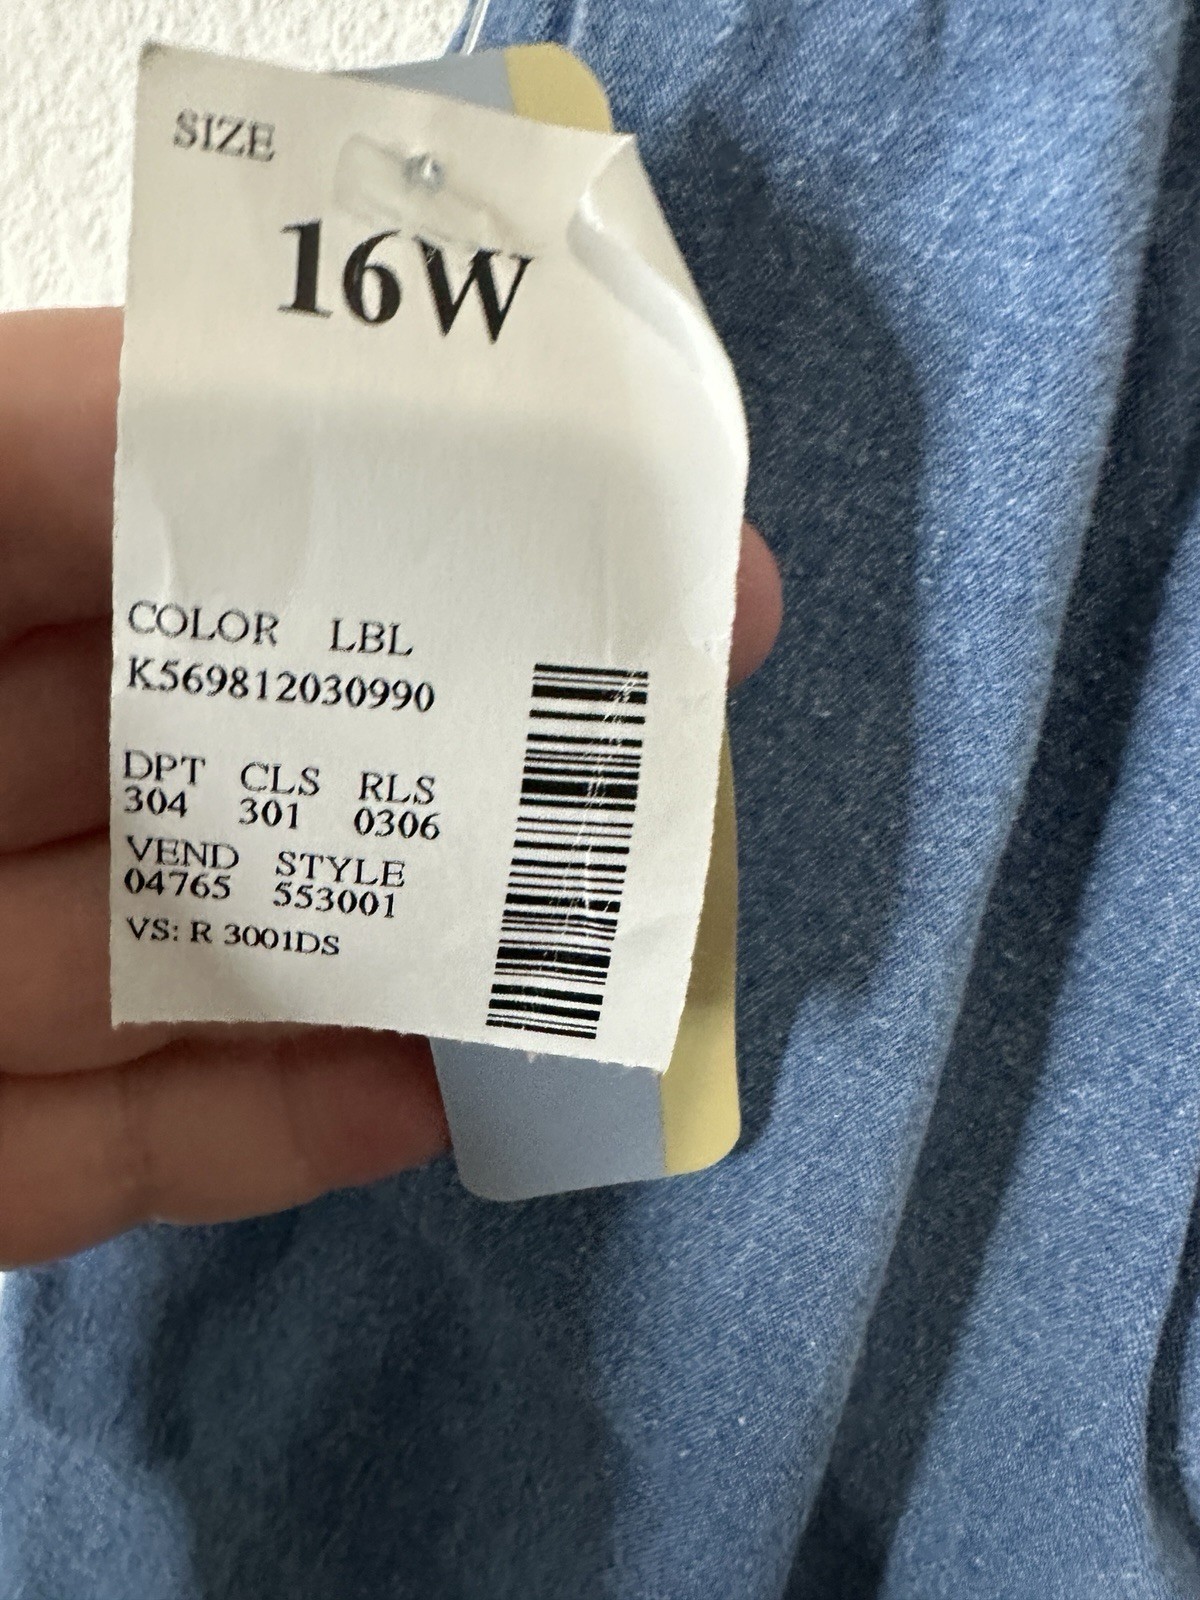 SIZE
16W
COLOR LBL
K569812030990
DPT CLS RLS
304 301 0306
VEND STYLE
04765 553001
VS: R 3001DS